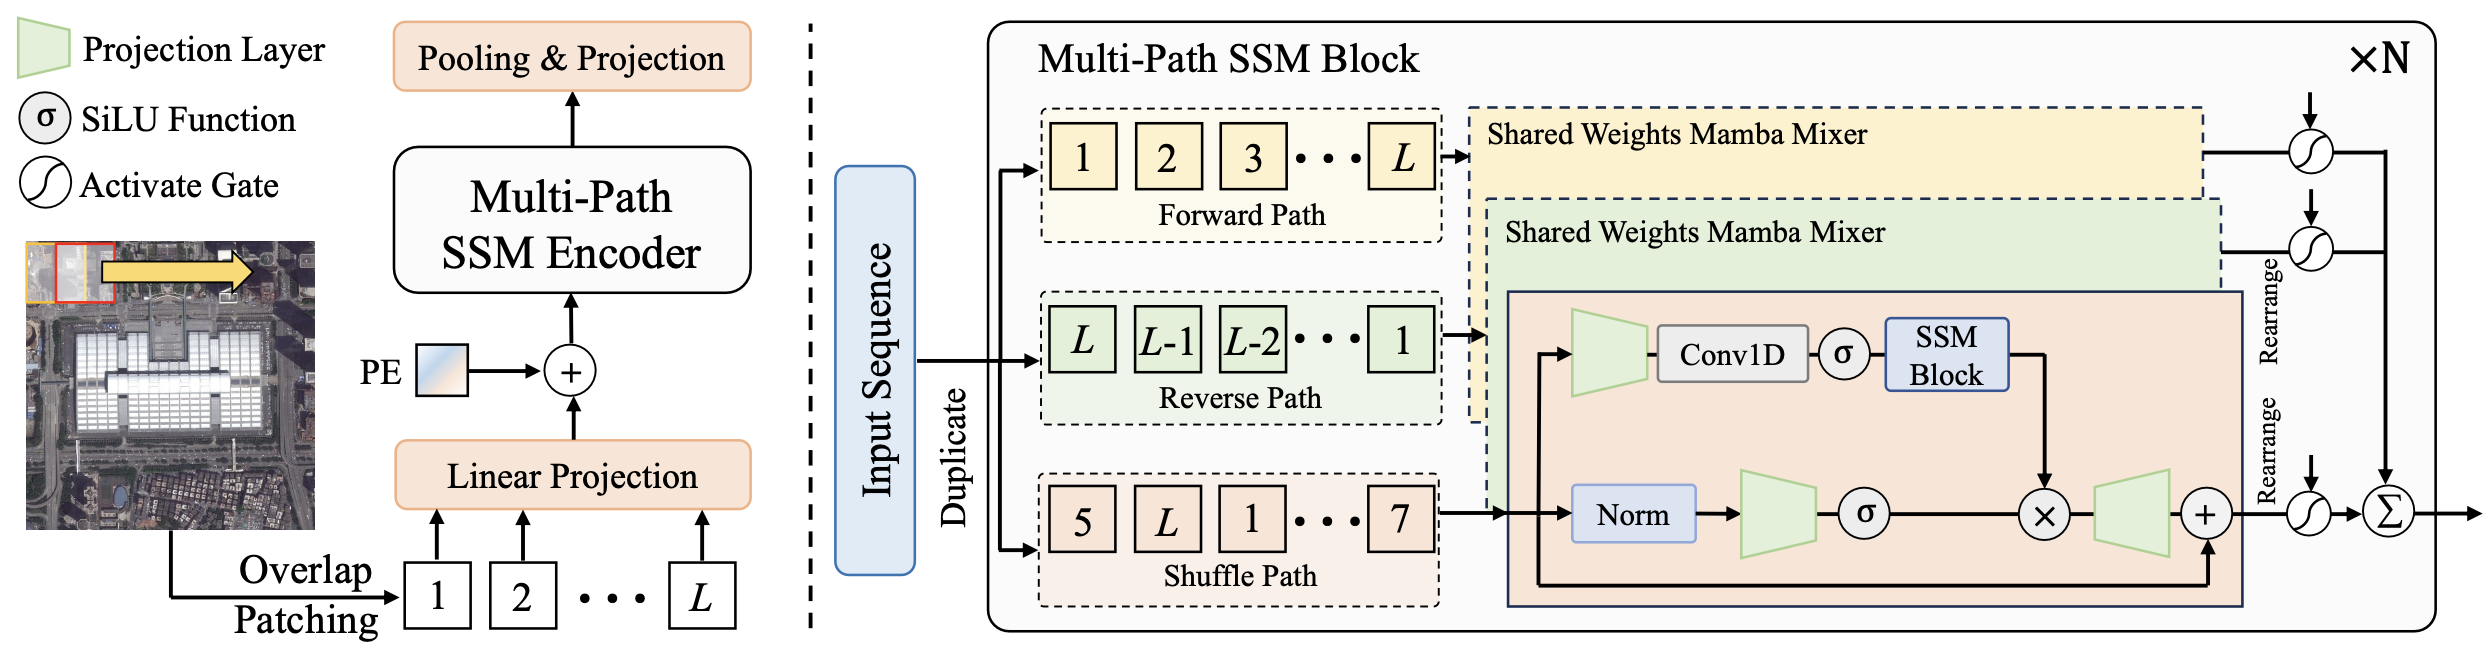 Projection Layer
σ
SiLU Function
Activate Gate
Pooling & Projection
Multi-Path
SSM Encoder
PE
+
Linear Projection
Overlap
Patching
1
2
• • •
L
Input Sequence
Duplicate
Multi-Path SSM Block
×N
1
2
3
• • •
L
Forward Path
L
L-1
L-2
• • •
1
Reverse Path
5
L
1
• • •
7
Shuffle Path
Shared Weights Mamba Mixer
Shared Weights Mamba Mixer
Conv1D
σ
SSM
Block
Norm
σ
×
+
Rearrange
Rearrange
Σ